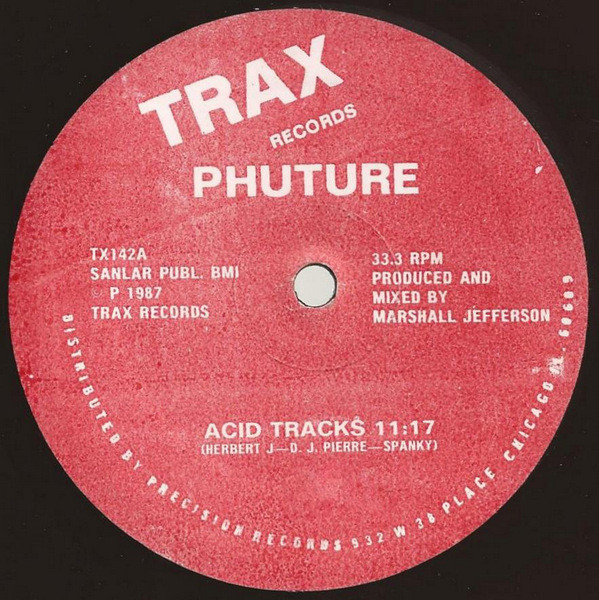 TRAX
RECORDS
PHUTURE
TX142A
SANLAR PUBL. BMI
© P 1987
TRAX RECORDS
33.3 RPM
PRODUCED AND
MIXED BY
MARSHALL JEFFERSON
ACID TRACKS 11:17
(HERBERT J—D. J. PIERRE—SPANKY)
DISTRIBUTED BY PRECISION RECORDS 932 W 38 PLACE CHICAGO IL. 60609